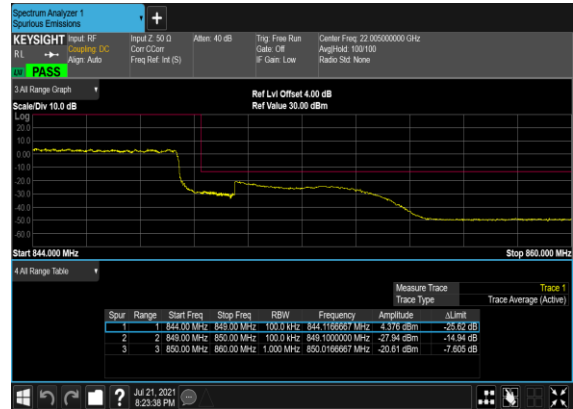 Spectrum Analyzer 1
Spurious Emissions
+
KEYSIGHT Input: RF Input Z: 50 Ω Atten: 40 dB Trig: Free Run Center Freq: 22.005000000 GHz
RL Coupling: DC Corr CCorr Gate: Off Avg|Hold: 100/100
Align: Auto Freq Ref: Int (S) IF Gain: Low Radio Std: None
PASS
3 All Range Graph
Scale/Div 10.0 dB Ref Lvl Offset 4.00 dB
Ref Value 30.00 dBm
Log
20.0
10.0
0.00
-10.0
-20.0
-30.0
-40.0
-50.0
-60.0
Start 844.000 MHz Stop 860.000 MHz
4 All Range Table
Measure Trace Trace 1
Trace Type Trace Average (Active)
Spur Range Start Freq Stop Freq RBW Frequency Amplitude ΔLimit
1 1 844.00 MHz 849.00 MHz 100.0 kHz 844.1166667 MHz 4.376 dBm -25.62 dB
2 2 849.00 MHz 850.00 MHz 100.0 kHz 849.1000000 MHz -27.94 dBm -14.94 dB
3 3 850.00 MHz 860.00 MHz 1.000 MHz 850.0166667 MHz -20.61 dBm -7.605 dB
? Jul 21, 2021
8:23:38 PM